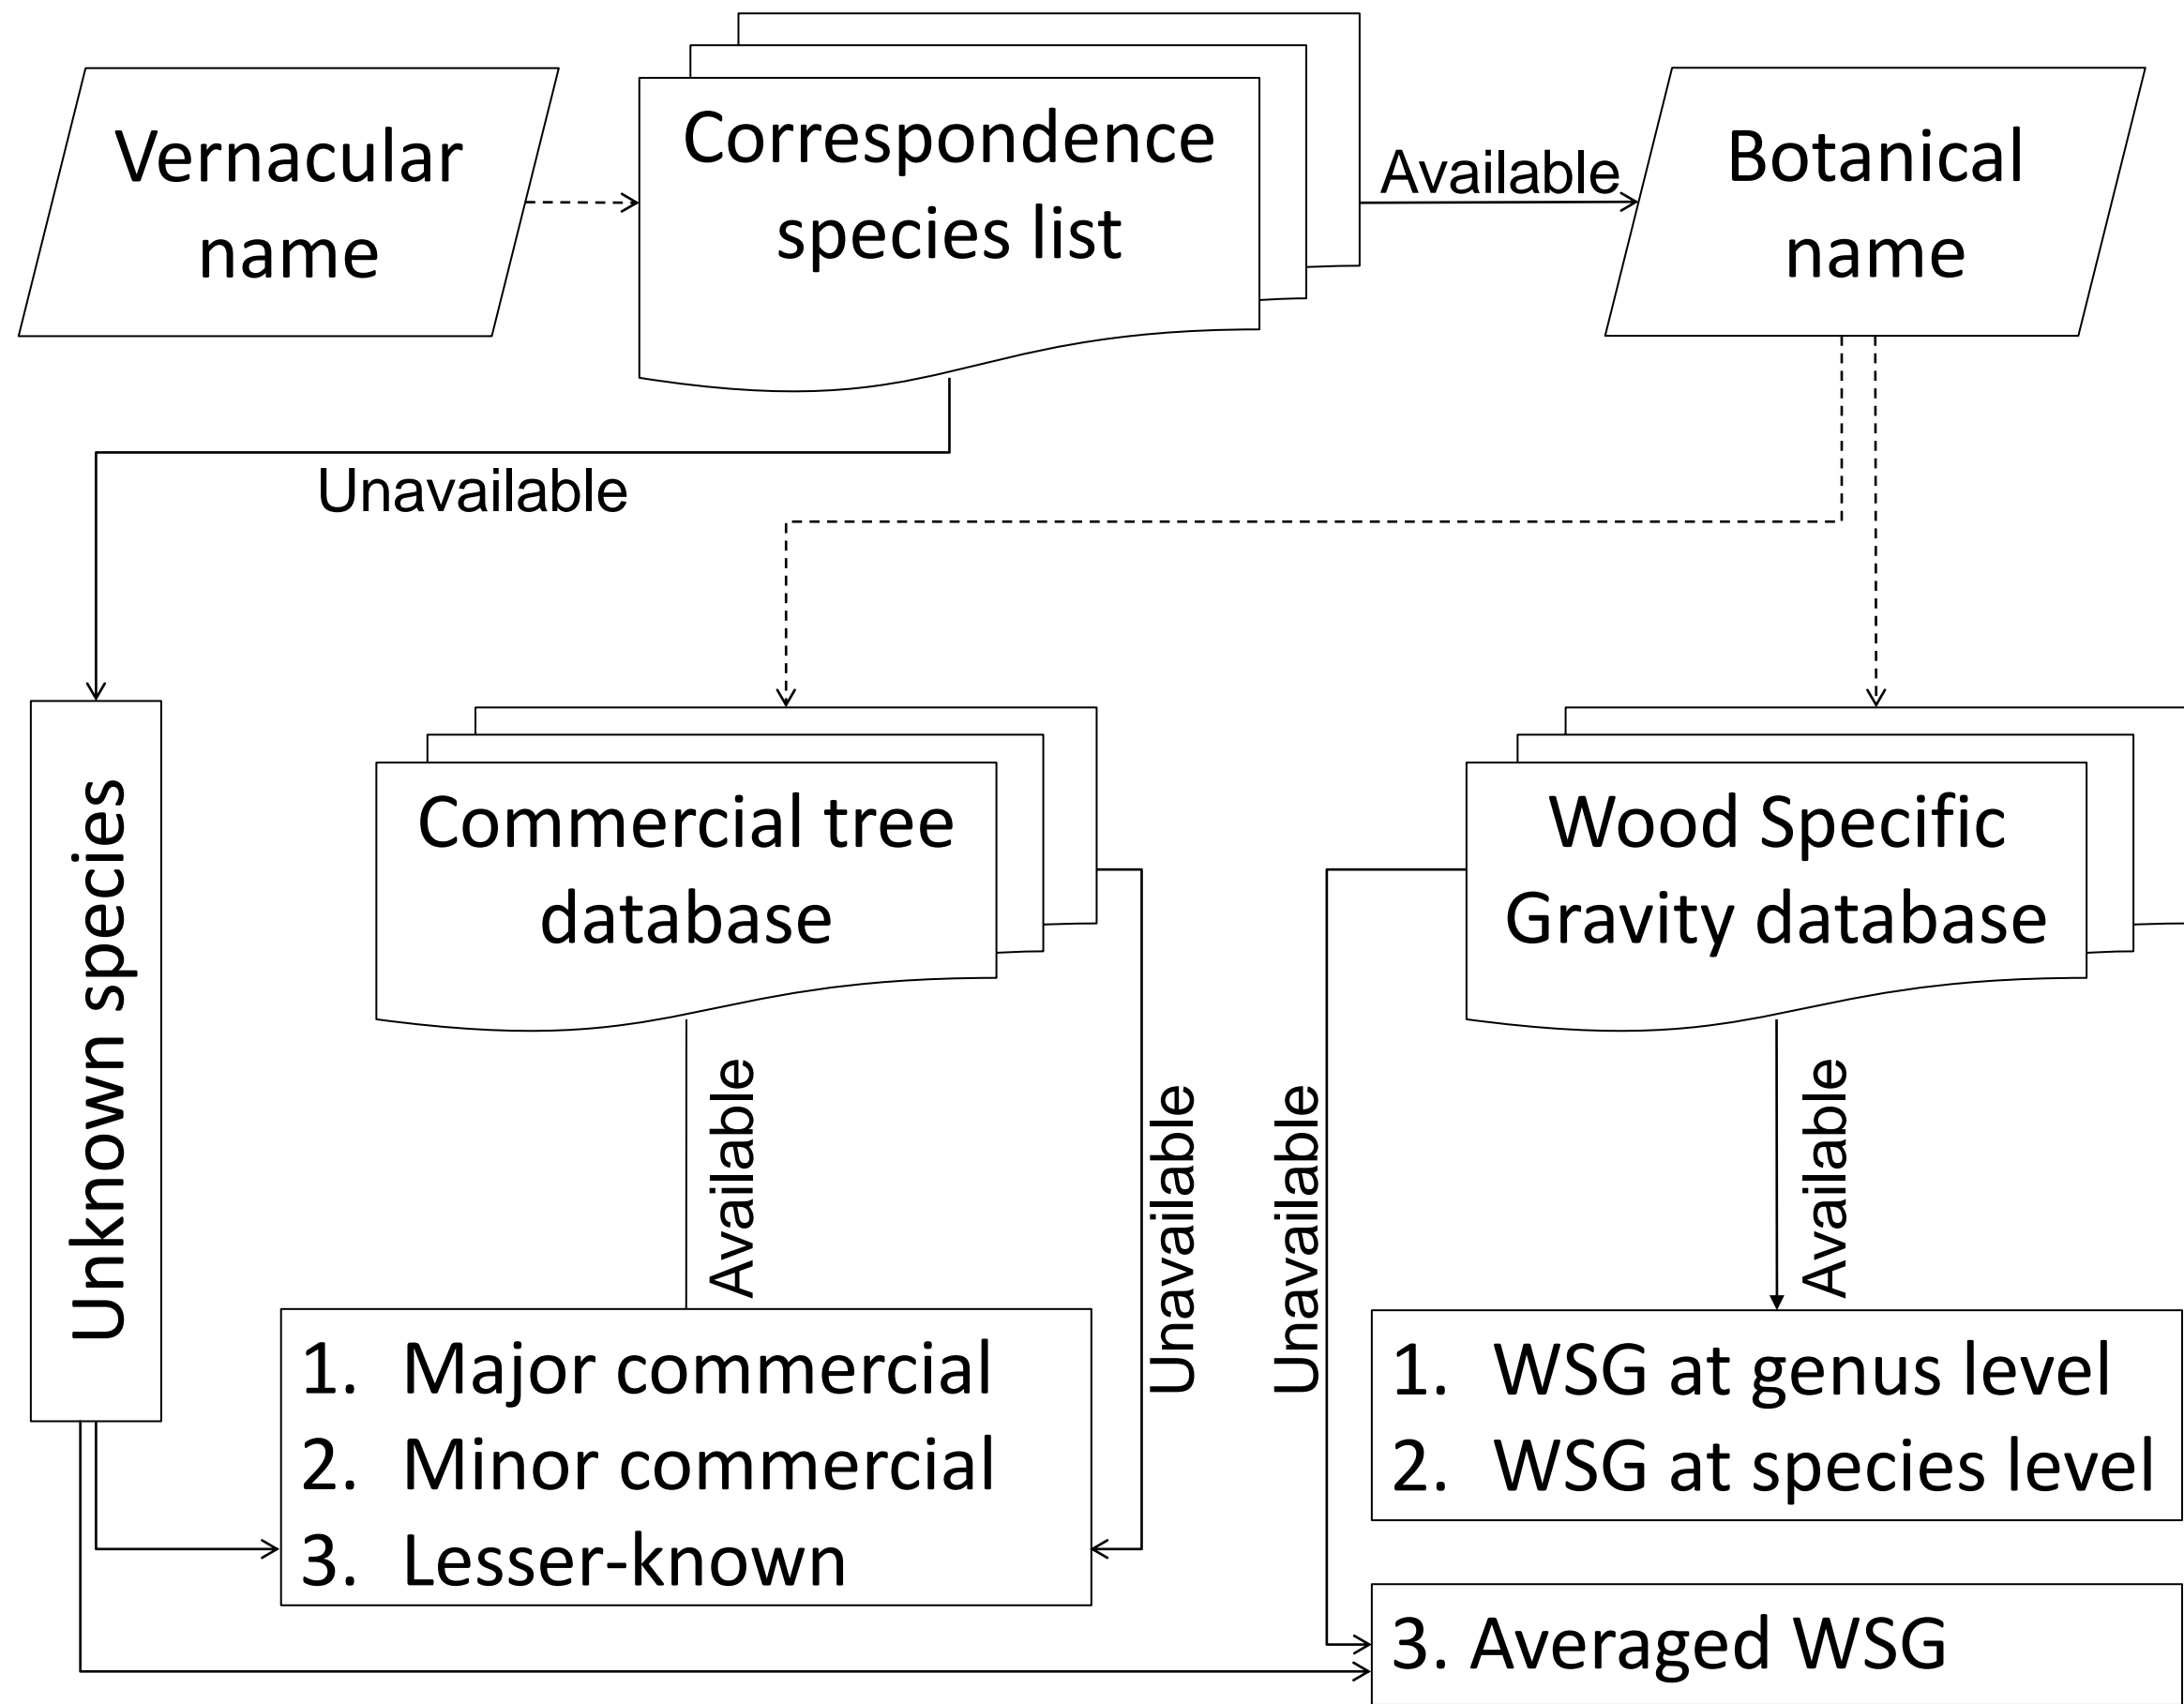 Vernacular
name
Correspondence
species list
Available
Botanical
name
Unavailable
Unknown species
Commercial tree
database
Wood Specific
Gravity database
Available
Unavailable
Unavailable
Available
1. Major commercial
2. Minor commercial
3. Lesser-known
1. WSG at genus level
2. WSG at species level
3. Averaged WSG